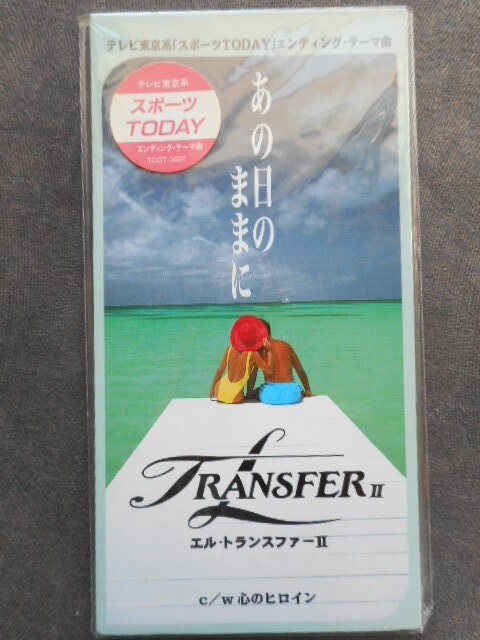 テレビ東京系「スポーツTODAY」エンディング・テーマ曲
テレビ東京系
スポーツ
TODAY
エンディング・テーマ曲
TODT-3607
あの日の
ままに
L
TRANSFER II
エル・トランスファーII
c/w 心のヒロイン